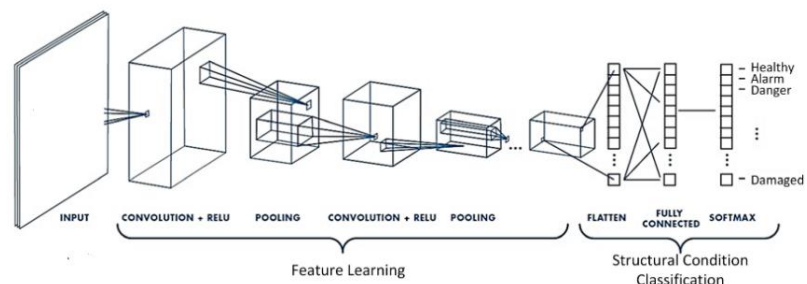 Healthy
Alarm
Danger
Damaged
INPUT
CONVOLUTION + RELU
POOLING
CONVOLUTION + RELU
POOLING
FLATTEN
FULLY
CONNECTED
SOFTMAX
Feature Learning
Structural Condition
Classification